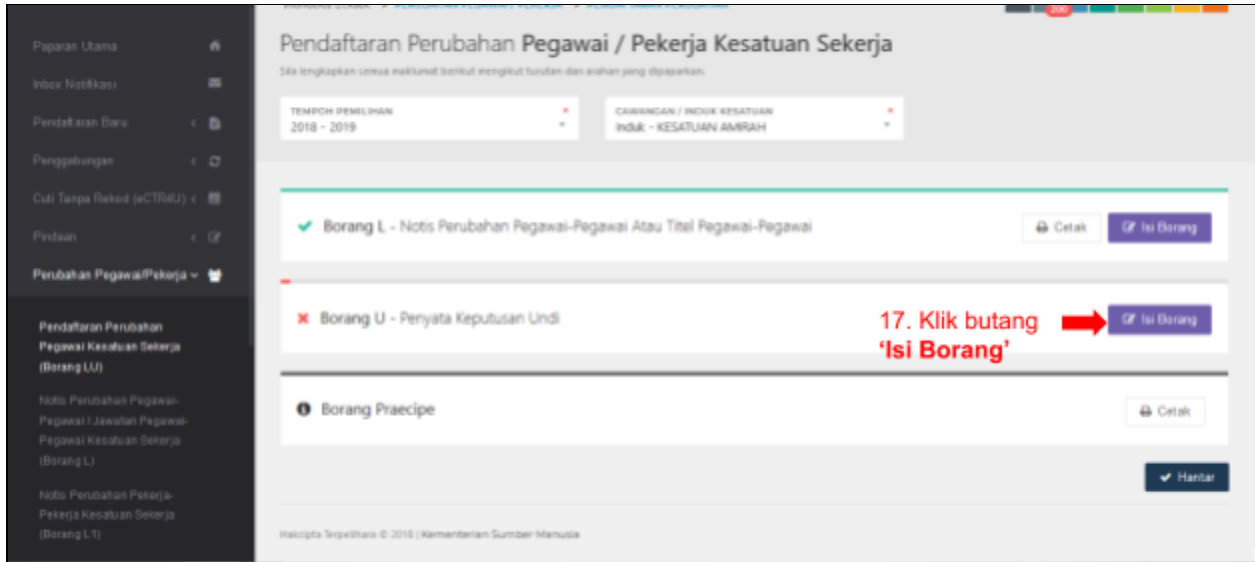 200
Paparan Utama
Inbox Notifikasi
Pendaftaran Baru
Penggabungan
Cuti Tanpa Rekod (eCTR4U)
Pindaan
Perubahan Pegawai/Pekerja
Pendaftaran Perubahan
Pegawai Kesatuan Sekerja
(Borang LU)
Notis Perubahan Pegawai-
Pegawai / Jawatan Pegawai-
Pegawai Kesatuan Sekerja
(Borang L)
Notis Perubahan Pekerja-
Pekerja Kesatuan Sekerja
(Borang L1)
Pendaftaran Perubahan Pegawai / Pekerja Kesatuan Sekerja
Sila lengkapkan semua maklumat berikut mengikut turutan dan arahan yang dipaparkan.
TEMPOH PEMILIHAN *
2018 - 2019
CAWANGAN / INDUK KESATUAN *
Induk - KESATUAN AMIRAH
Borang L - Notis Perubahan Pegawai-Pegawai Atau Titel Pegawai-Pegawai
Cetak
Isi Borang
Borang U - Penyata Keputusan Undi
17. Klik butang
‘Isi Borang’
Isi Borang
Borang Praecipe
Cetak
Hantar
Hakcipta Terpelihara © 2018 | Kementerian Sumber Manusia